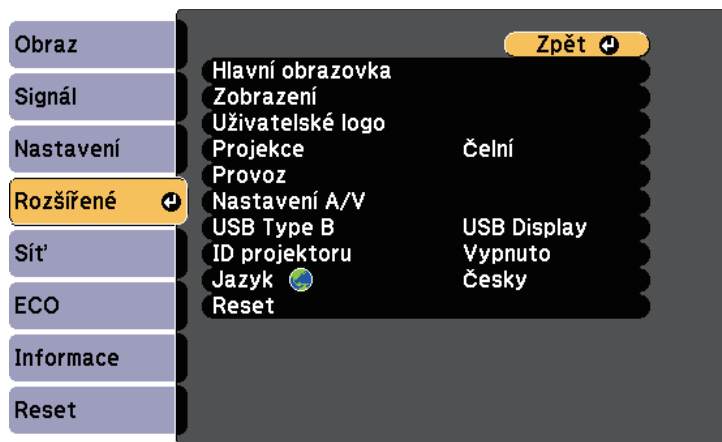 Obraz
Signál
Nastavení
Rozšířené
Síť
ECO
Informace
Reset
Zpět
Hlavní obrazovka
Zobrazení
Uživatelské logo
Projekce Čelní
Provoz
Nastavení A/V
USB Type B USB Display
ID projektoru Vypnuto
Jazyk Česky
Reset